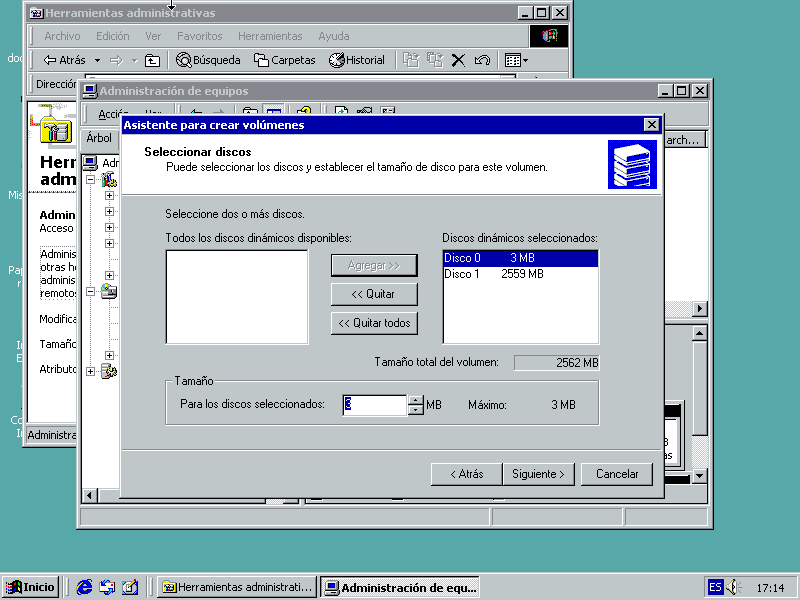 Herramientas administrativas
Archivo Edición Ver Favoritos Herramientas Ayuda
Atrás Búsqueda Carpetas Historial
Dirección
Administración de equipos
Acción Ver
Árbol
arch...
Adm
Asistente para crear volúmenes
Seleccionar discos
Puede seleccionar los discos y establecer el tamaño de disco para este volumen.
Seleccione dos o más discos.
Todos los discos dinámicos disponibles:
Discos dinámicos seleccionados:
Agregar >>
<< Quitar
<< Quitar todos
Disco 0 3 MB
Disco 1 2559 MB
Tamaño total del volumen: 2562 MB
Tamaño
Para los discos seleccionados: 3 MB Máximo: 3 MB
< Atrás Siguiente > Cancelar
Herr
adm
Admin
Acceso
Adminis
otras he
adminis
remotos
Modifica
Tamaño
Atributo
Administra
Inicio
Herramientas administrati...
Administración de equ...
ES
17:14